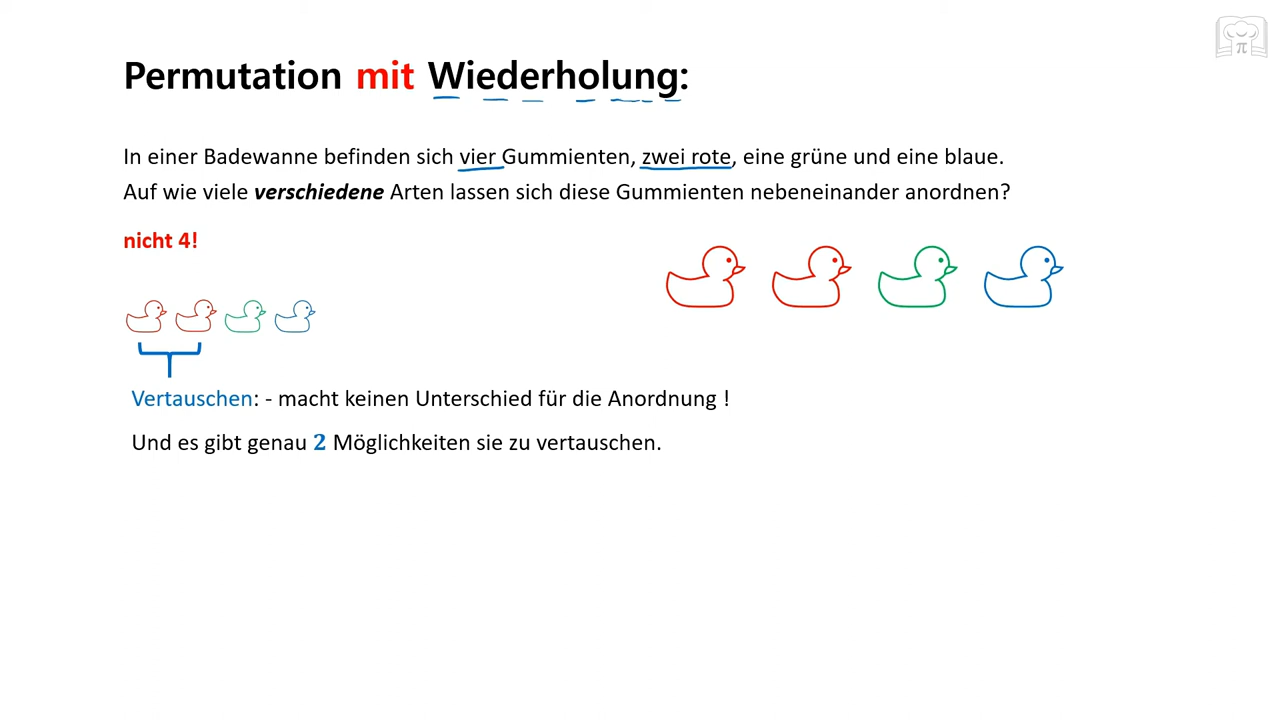 Permutation mit Wiederholung:
In einer Badewanne befinden sich vier Gummienten, zwei rote, eine grüne und eine blaue.
Auf wie viele verschiedene Arten lassen sich diese Gummienten nebeneinander anordnen?
nicht 4!
Vertauschen: - macht keinen Unterschied für die Anordnung !
Und es gibt genau 2 Möglichkeiten sie zu vertauschen.
π